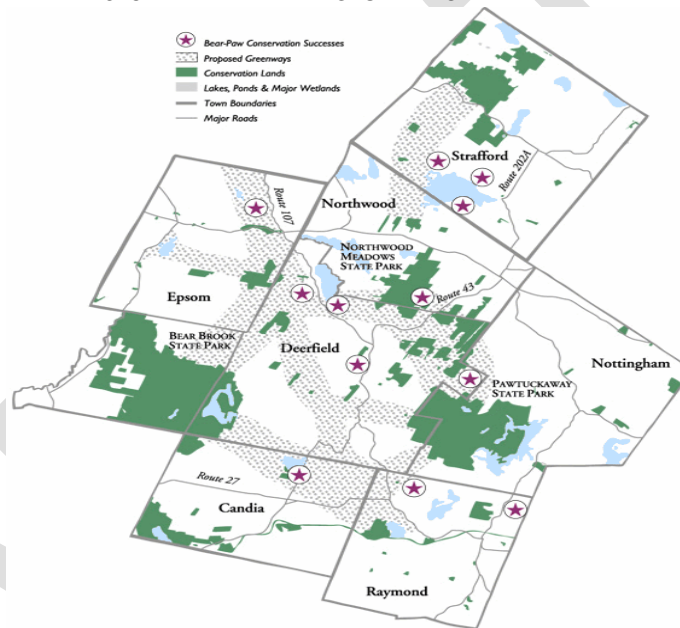 Bear-Paw Conservation Successes
Proposed Greenways
Conservation Lands
Lakes, Ponds & Major Wetlands
Town Boundaries
Major Roads
Strafford
Route 202A
Route 107
Northwood
NORTHWOOD
MEADOWS
STATE PARK
Epsom
Route 43
BEAR BROOK
STATE PARK
Deerfield
Nottingham
PAWTUCKAWAY
STATE PARK
Route 27
Candia
Raymond